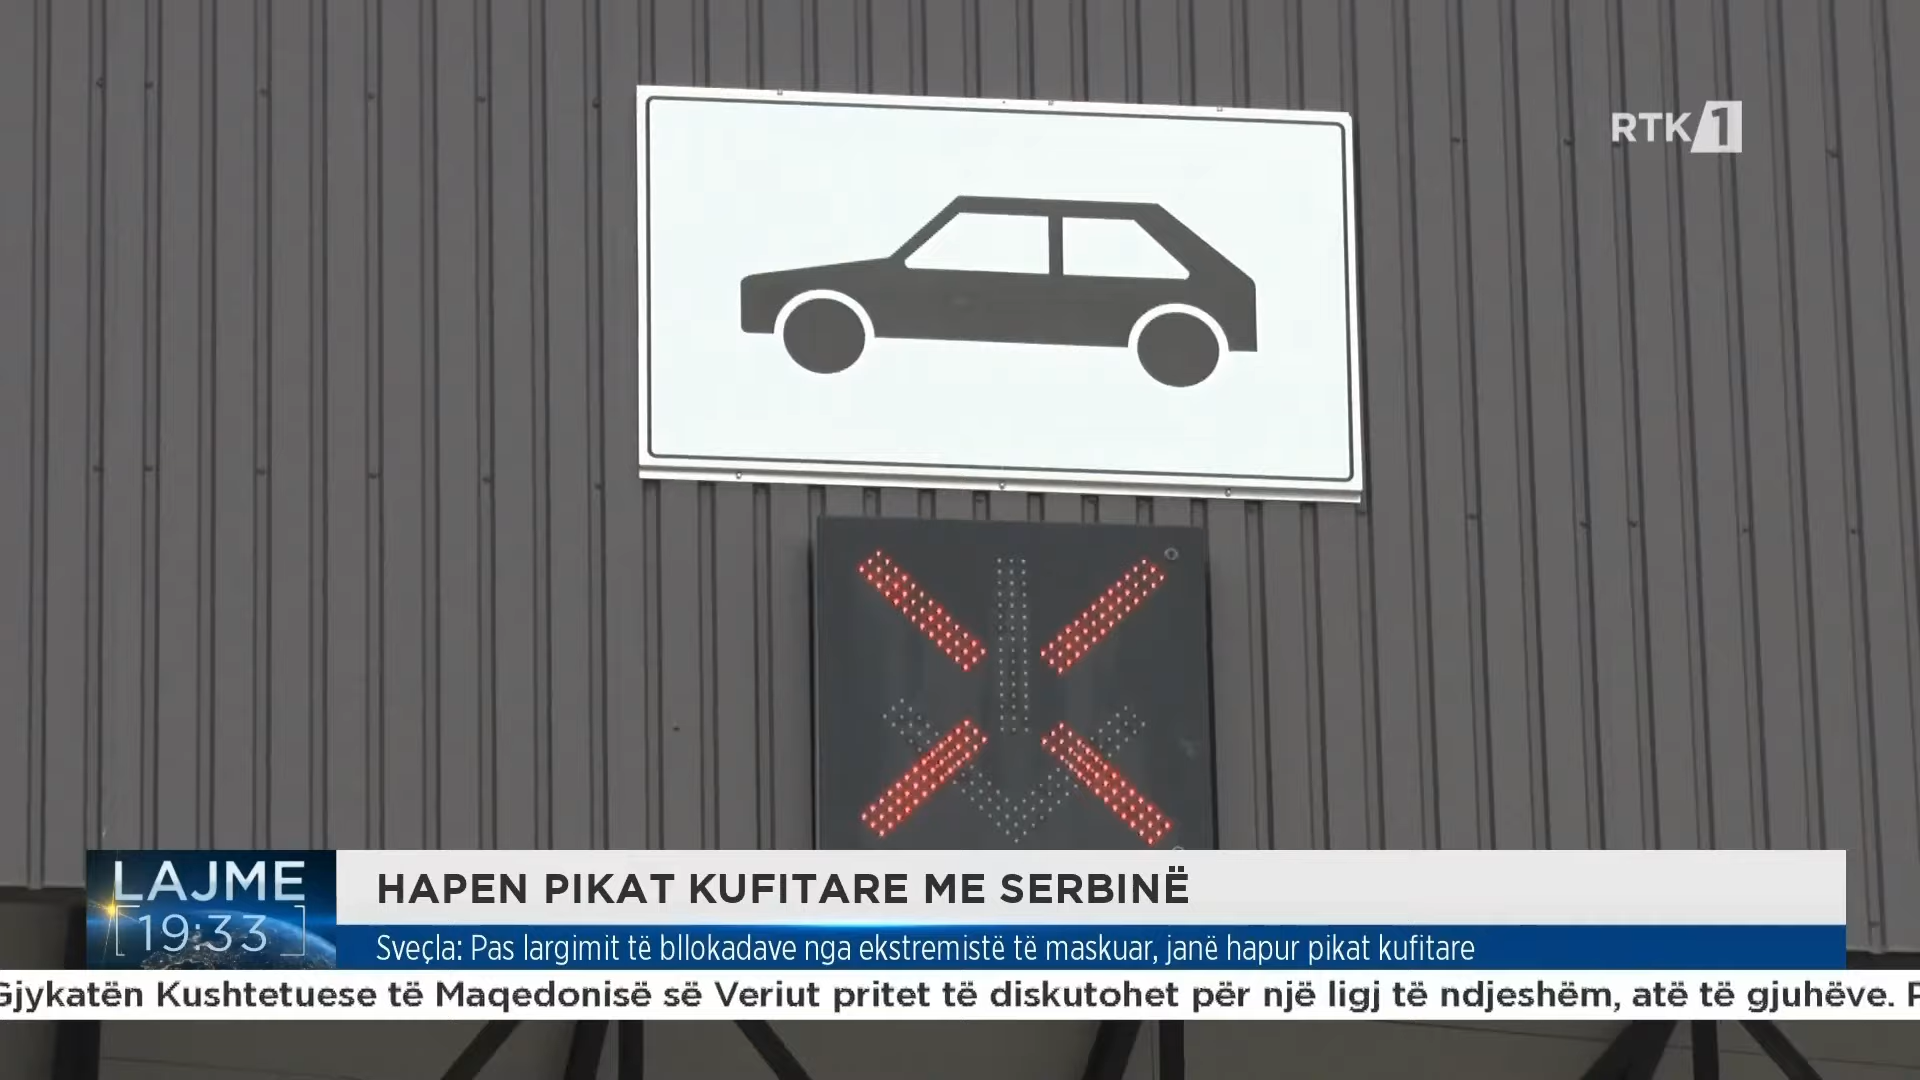 RTK 1
LAJME
19:33
HAPEN PIKAT KUFITARE ME SERBINË
Sveçla: Pas largimit të bllokadave nga ekstremistë të maskuar, janë hapur pikat kufitare
Gjykatën Kushtetuese të Maqedonisë së Veriut pritet të diskutohet për një ligj të ndjeshëm, atë të gjuhëve.